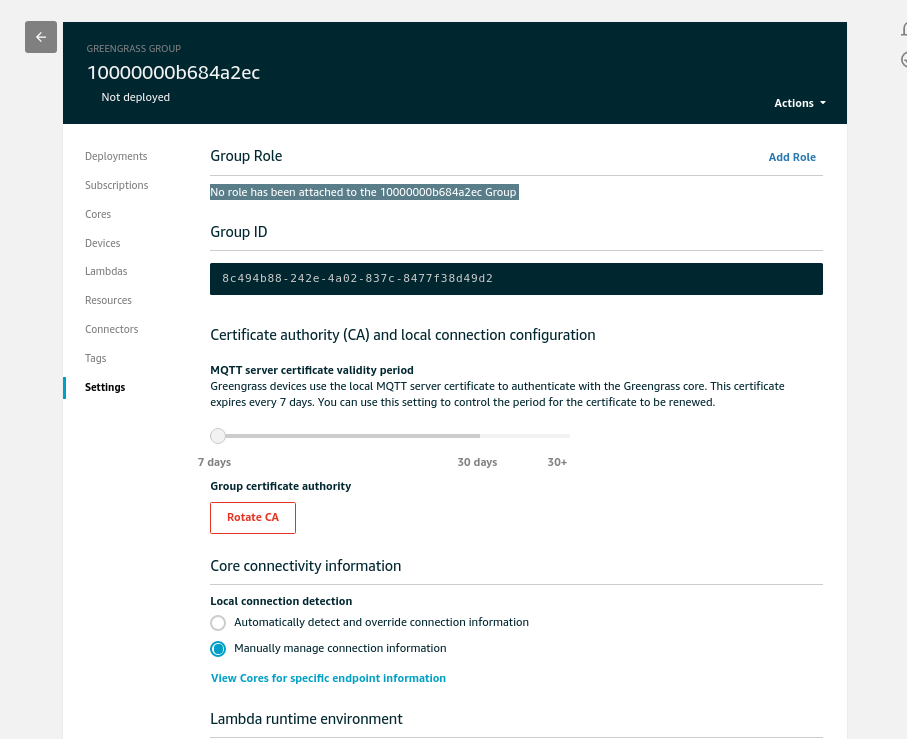 GREENGRASS GROUP
10000000b684a2ec
Not deployed
Actions
Deployments
Subscriptions
Cores
Devices
Lambdas
Resources
Connectors
Tags
Settings
Group Role
Add Role
No role has been attached to the 10000000b684a2ec Group
Group ID
8c494b88-242e-4a02-837c-8477f38d49d2
Certificate authority (CA) and local connection configuration
MQTT server certificate validity period
Greengrass devices use the local MQTT server certificate to authenticate with the Greengrass core. This certificate
expires every 7 days. You can use this setting to control the period for the certificate to be renewed.
7 days
30 days
30+
Group certificate authority
Rotate CA
Core connectivity information
Local connection detection
Automatically detect and override connection information
Manually manage connection information
View Cores for specific endpoint information
Lambda runtime environment